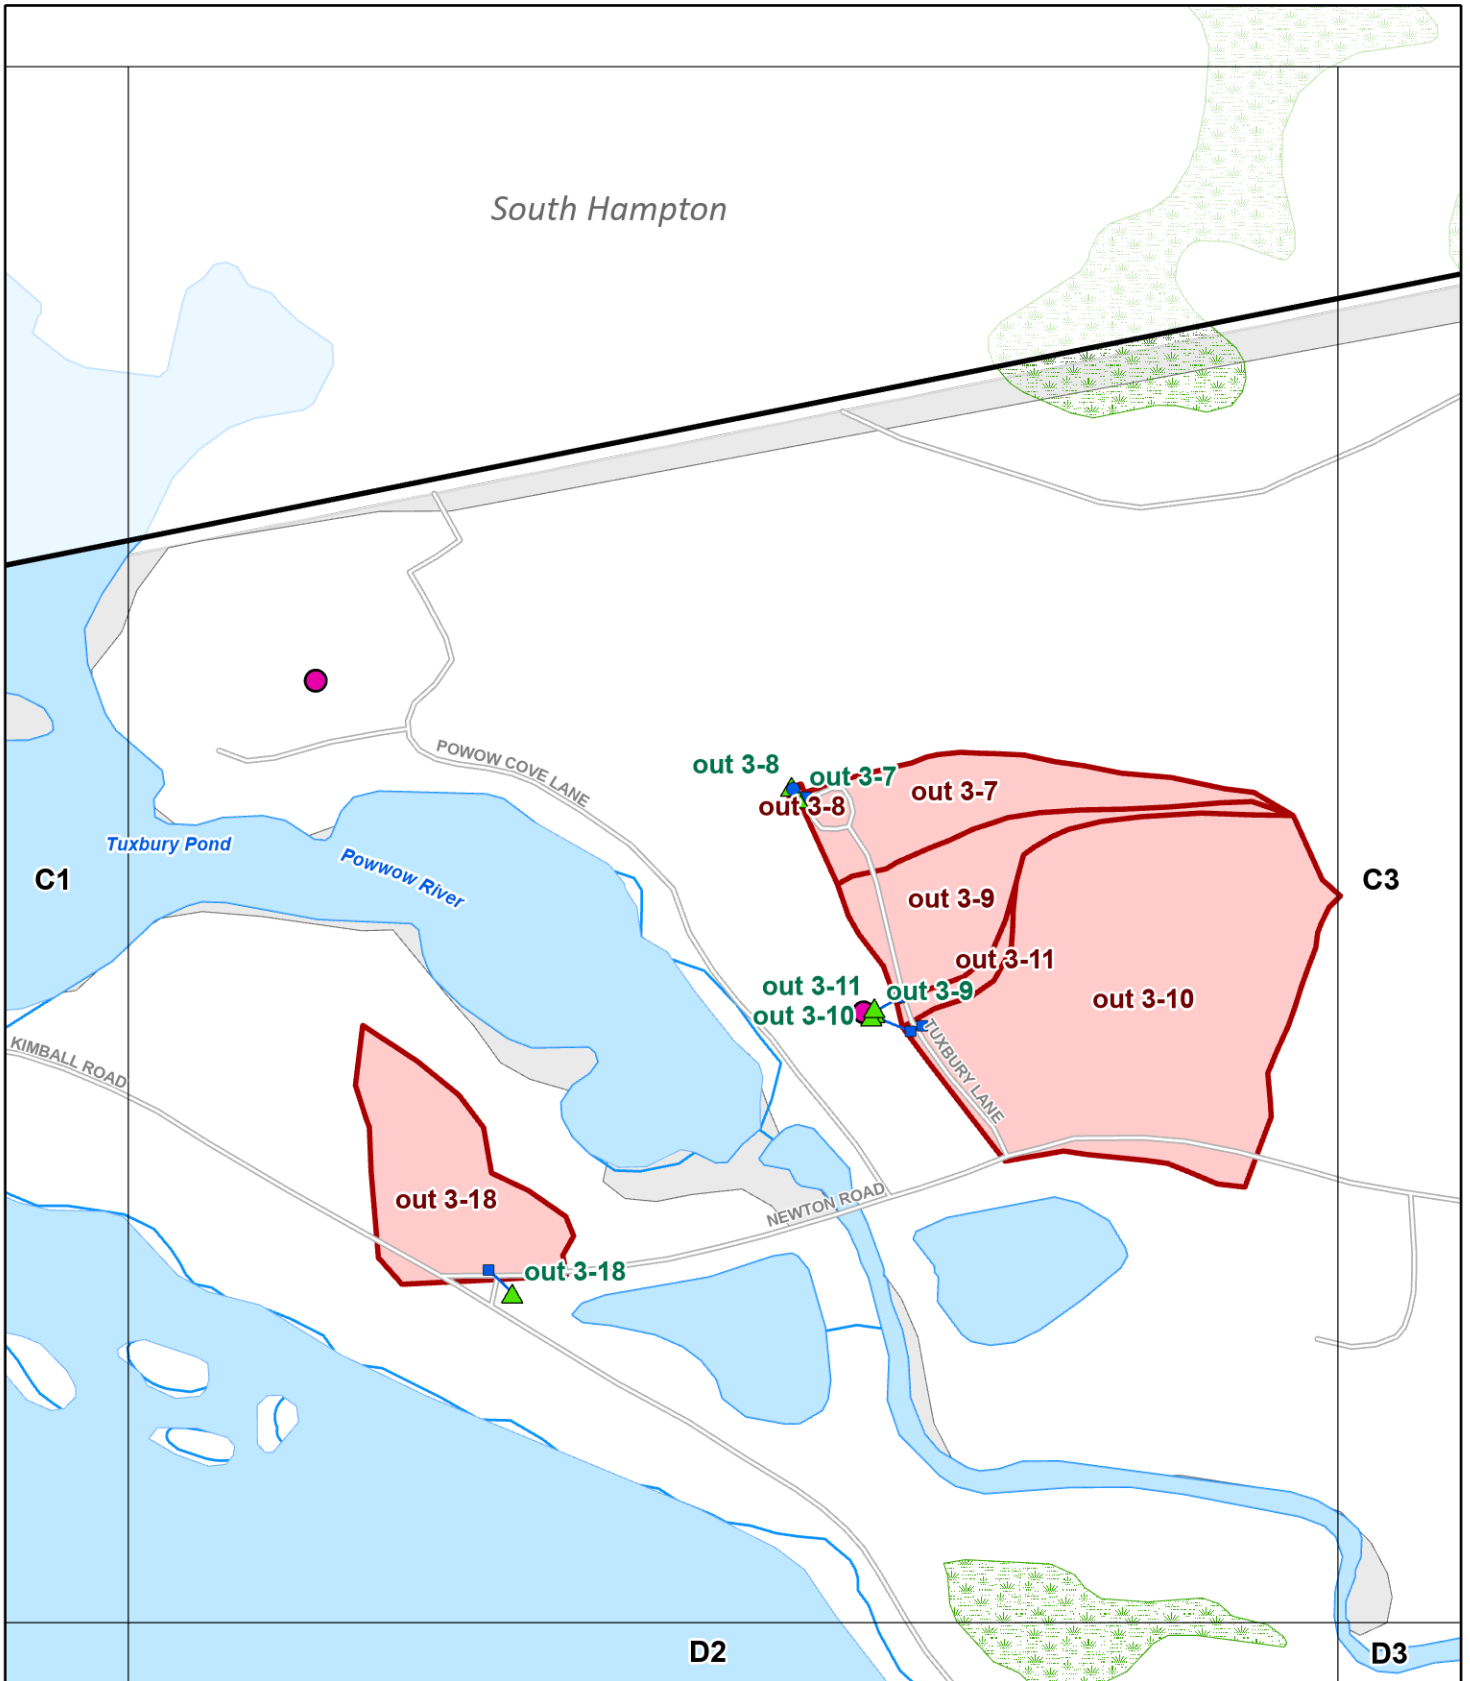 South Hampton
POWOW COVE LANE
out 3-8
out 3-7
out 3-7
out 3-8
Tuxbury Pond
Powwow River
C1
C3
out 3-9
out 3-11
out 3-11
out 3-9
out 3-10
out 3-10
KIMBALL ROAD
TUXBURY LANE
out 3-18
NEWTON ROAD
out 3-18
D2
D3